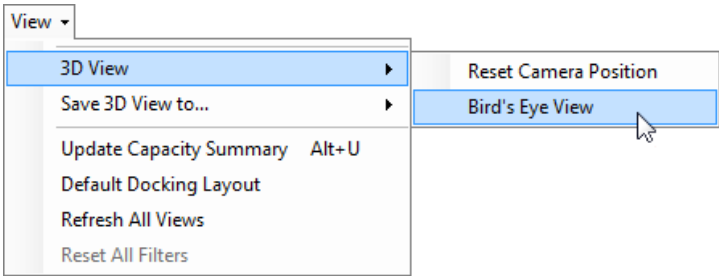 View
3D View
Reset Camera Position
Save 3D View to...
Bird's Eye View
Update Capacity Summary Alt+U
Default Docking Layout
Refresh All Views
Reset All Filters